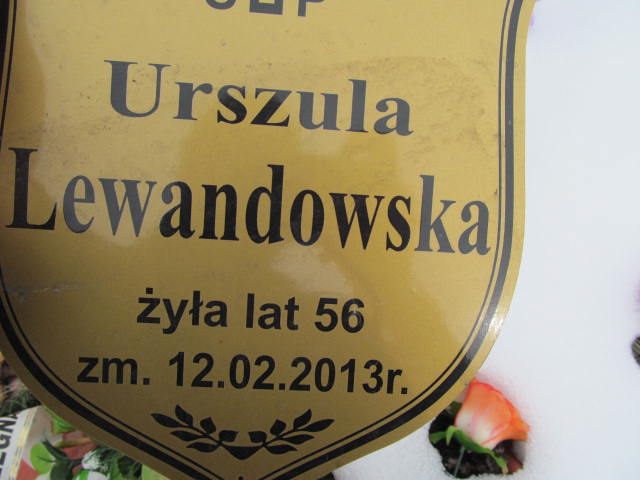 Urszula
Lewandowska
żyła lat 56
zm. 12.02.2013r.